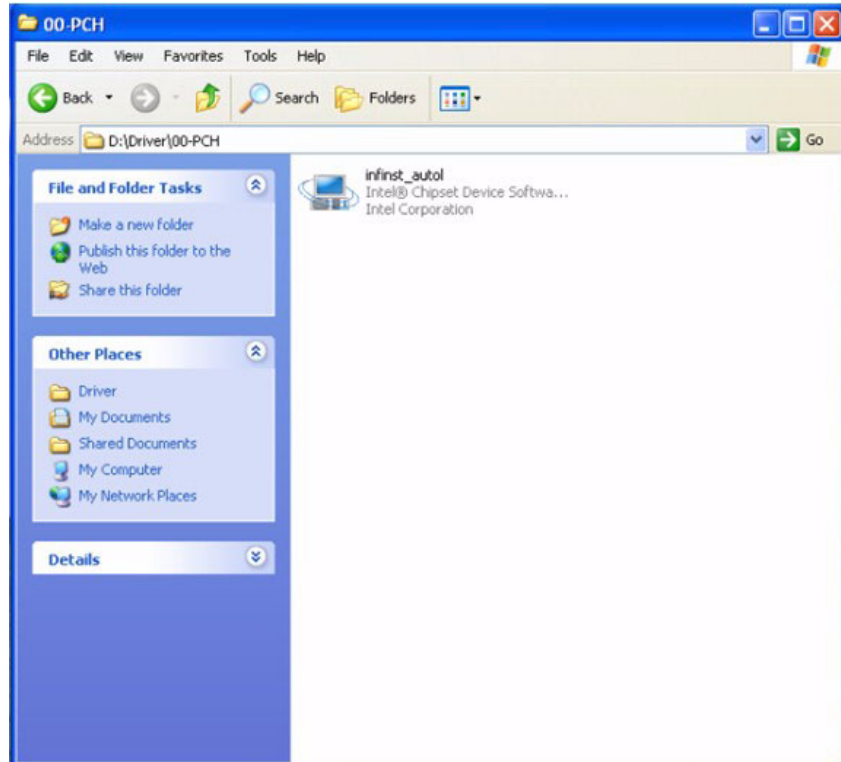 00-PCH
File Edit View Favorites Tools Help
Back Search Folders
Address D:\Driver\00-PCH Go
File and Folder Tasks
Make a new folder
Publish this folder to the
Web
Share this folder
Other Places
Driver
My Documents
Shared Documents
My Computer
My Network Places
Details
infinst_autol
Intel® Chipset Device Softwa...
Intel Corporation